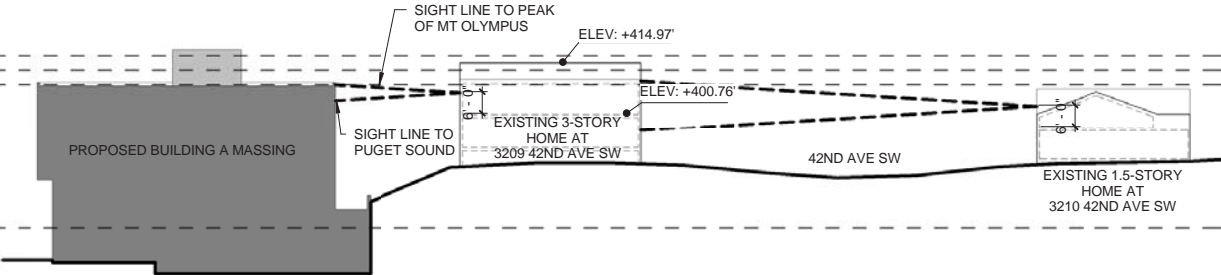 SIGHT LINE TO PEAK
OF MT OLYMPUS
ELEV: +414.97'
ELEV: +400.76'
6' - 0"
EXISTING 3-STORY
HOME AT
3209 42ND AVE SW
SIGHT LINE TO
PUGET SOUND
PROPOSED BUILDING A MASSING
42ND AVE SW
6' - 0"
EXISTING 1.5-STORY
HOME AT
3210 42ND AVE SW